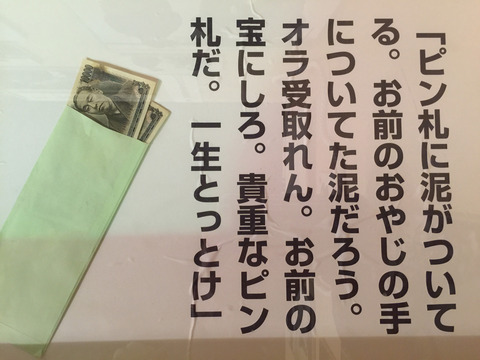 「ピン札に泥がついて
る。お前のおやじの手
についてた泥だろう。
オラ受取れん。お前の
宝にしろ。貴重なピン
札だ。一生とっとけ」